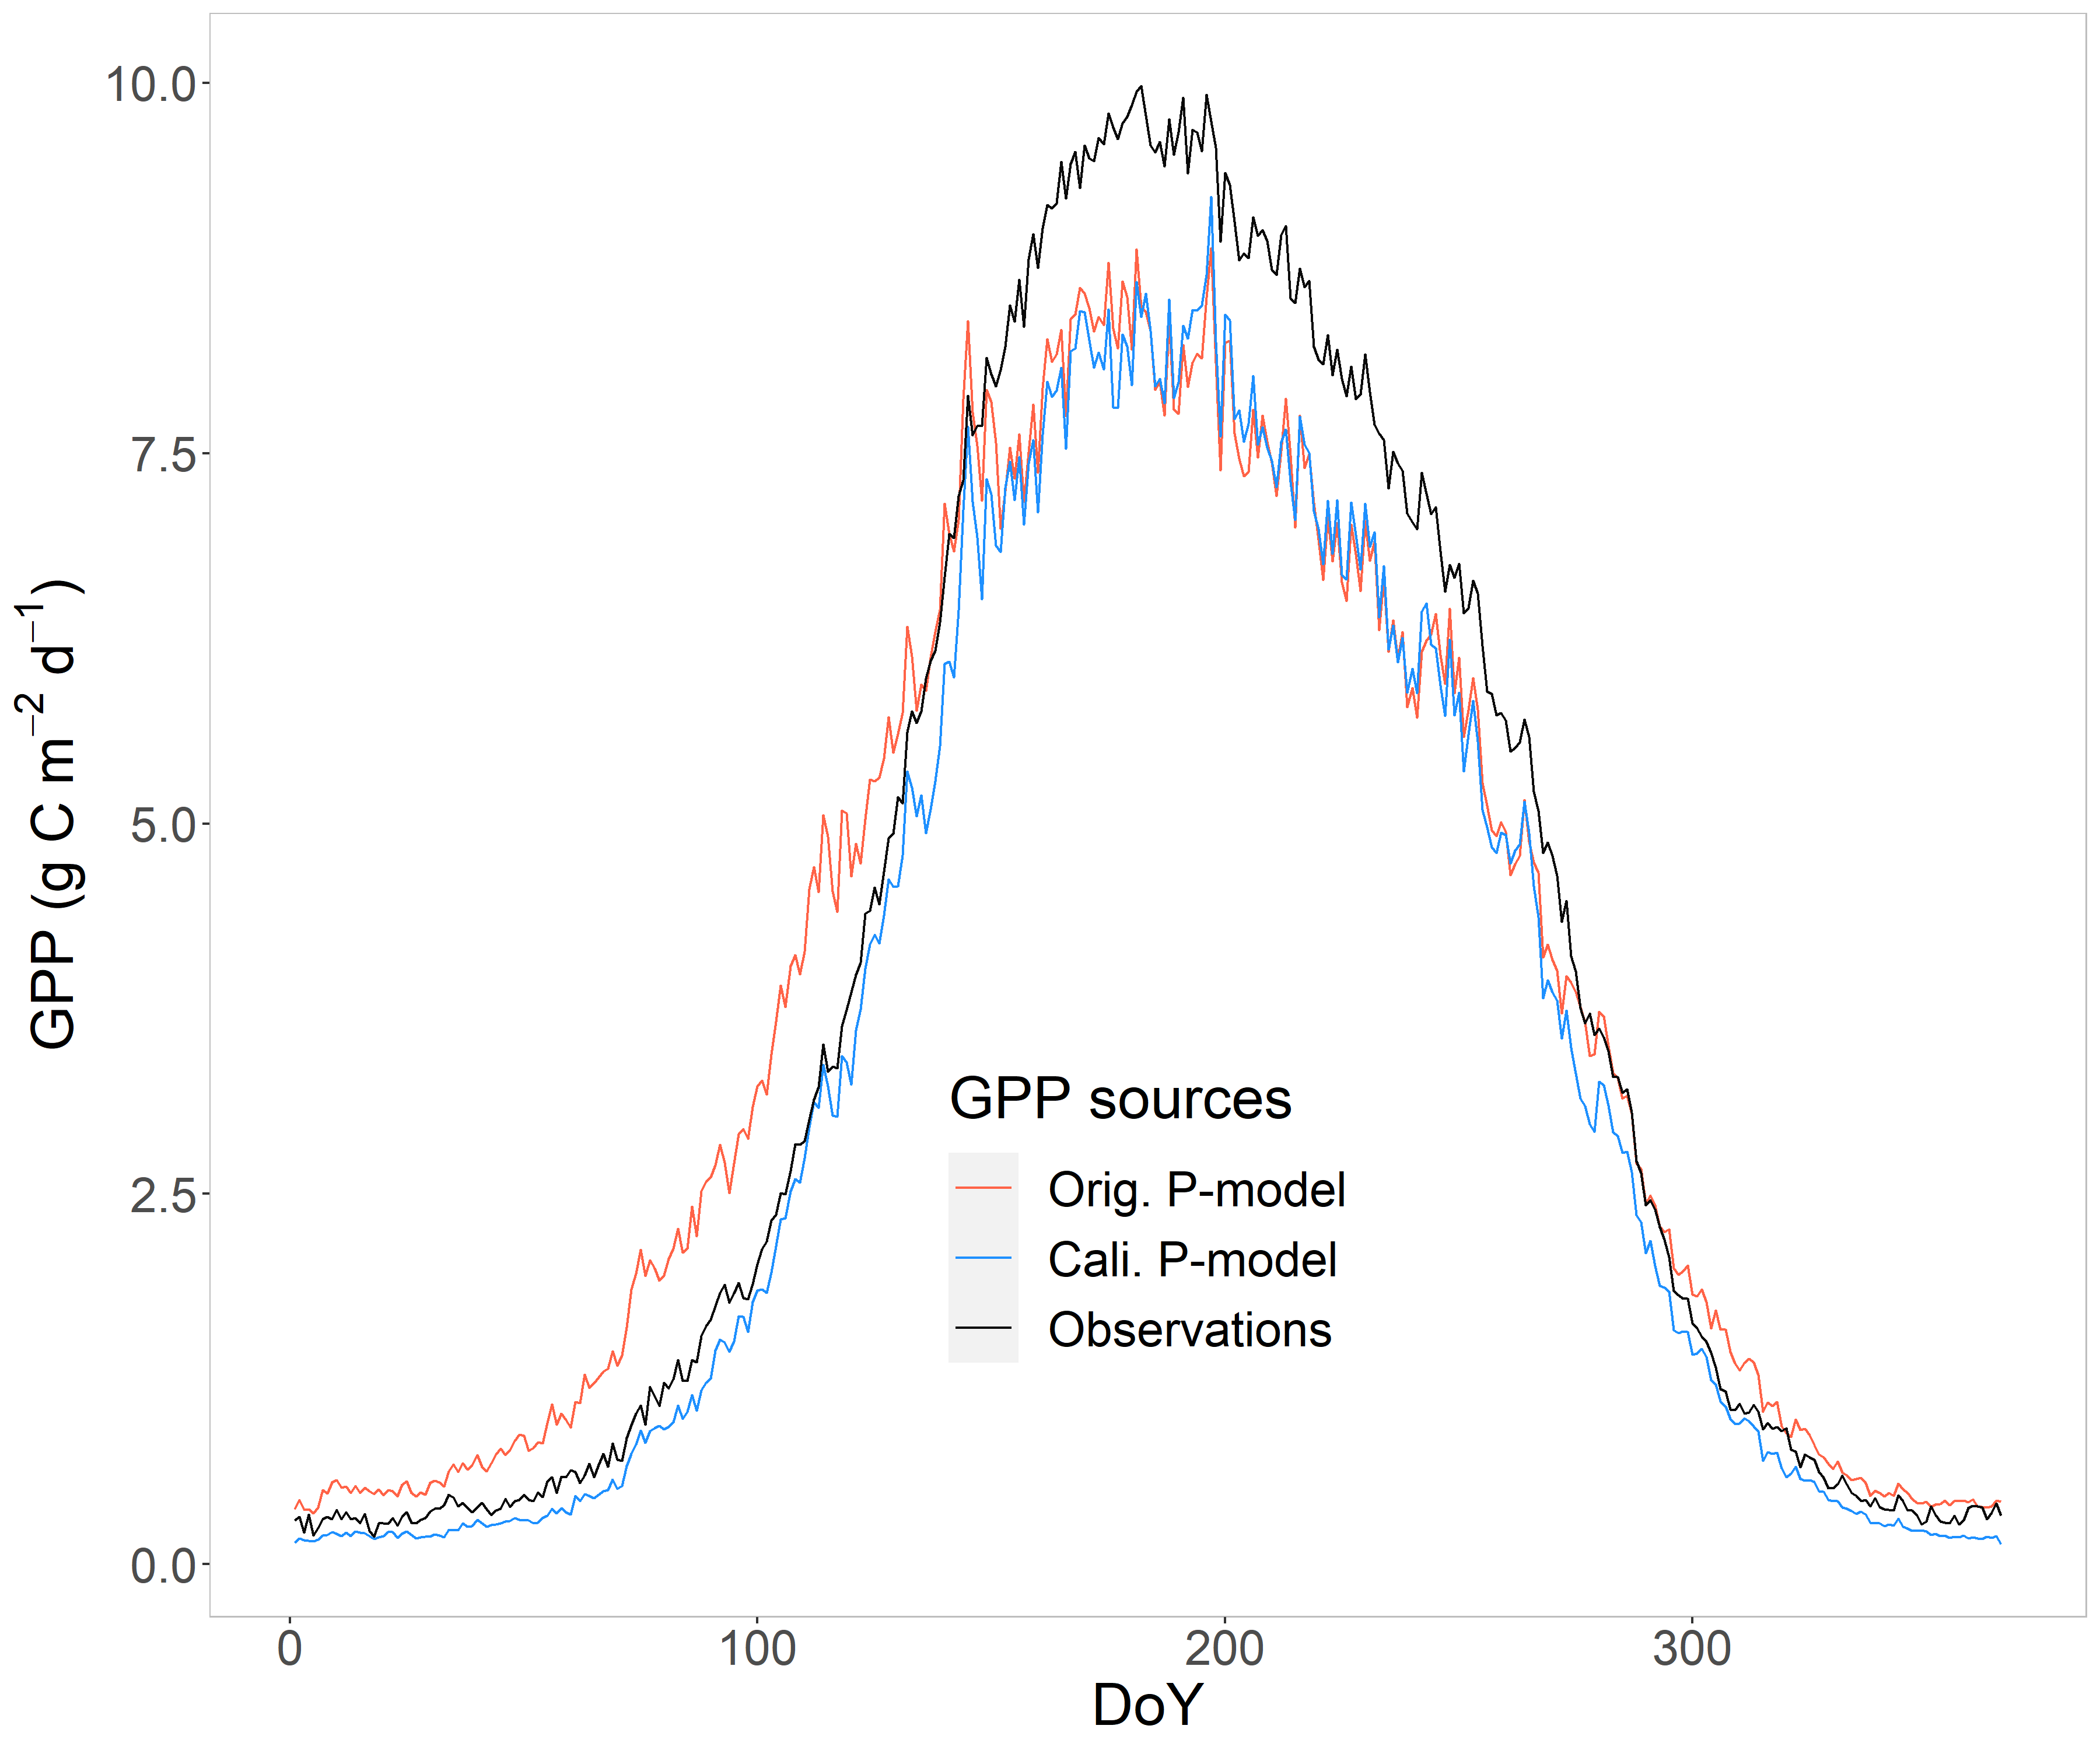 10.0
7.5
5.0
2.5
0.0
GPP (g C m⁻² d⁻¹)
GPP sources
Orig. P-model
Cali. P-model
Observations
0 100 200 300
DoY